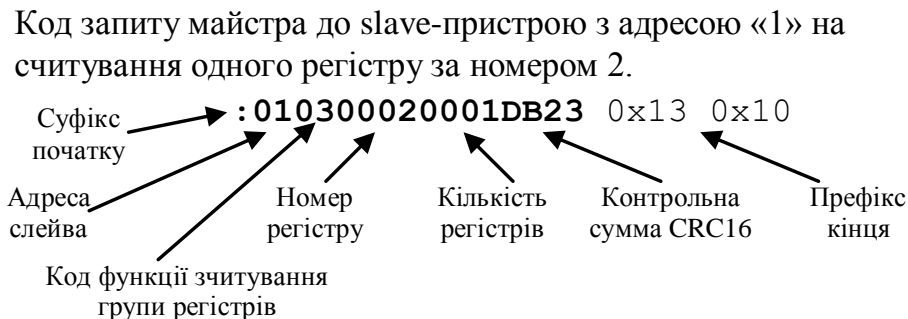 Код запиту майстра до slave-пристрою з адресою «1» на
считування одного регістру за номером 2.
:010300020001DB23 0x13 0x10
Суфікс
початку
Адреса
слейва
Номер
регістру
Кількість
регістрів
Контрольна
сумма CRC16
Префікс
кінця
Код функції зчитування
групи регістрів